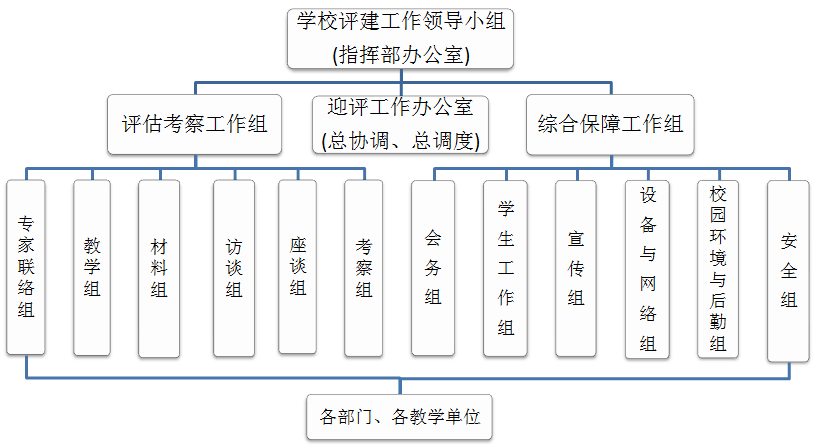 学校评建工作领导小组
(指挥部办公室)
评估考察工作组
迎评工作办公室
(总协调、总调度)
综合保障工作组
专家联络组
教学组
材料组
访谈组
座谈组
考察组
会务组
学生工作组
宣传组
设备与网络组
校园环境与后勤组
安全组
各部门、各教学单位